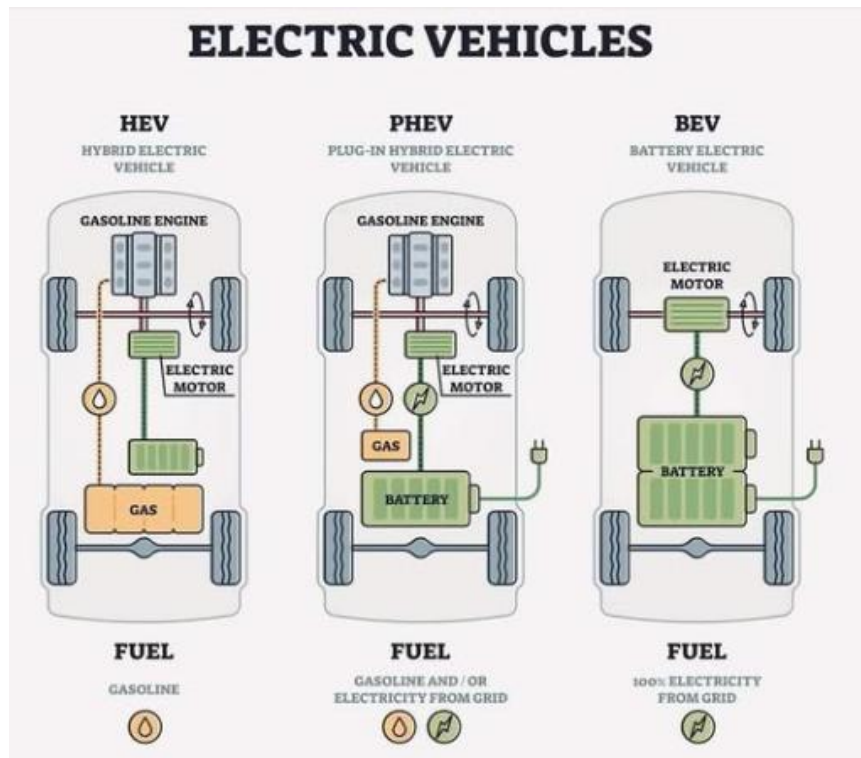 ELECTRIC VEHICLES
HEV
HYBRID ELECTRIC
VEHICLE
GASOLINE ENGINE
ELECTRIC
MOTOR
GAS
FUEL
GASOLINE
PHEV
PLUG-IN HYBRID ELECTRIC
VEHICLE
GASOLINE ENGINE
ELECTRIC
MOTOR
GAS
BATTERY
FUEL
GASOLINE AND / OR
ELECTRICITY FROM GRID
BEV
BATTERY ELECTRIC
VEHICLE
ELECTRIC
MOTOR
BATTERY
FUEL
100% ELECTRICITY
FROM GRID